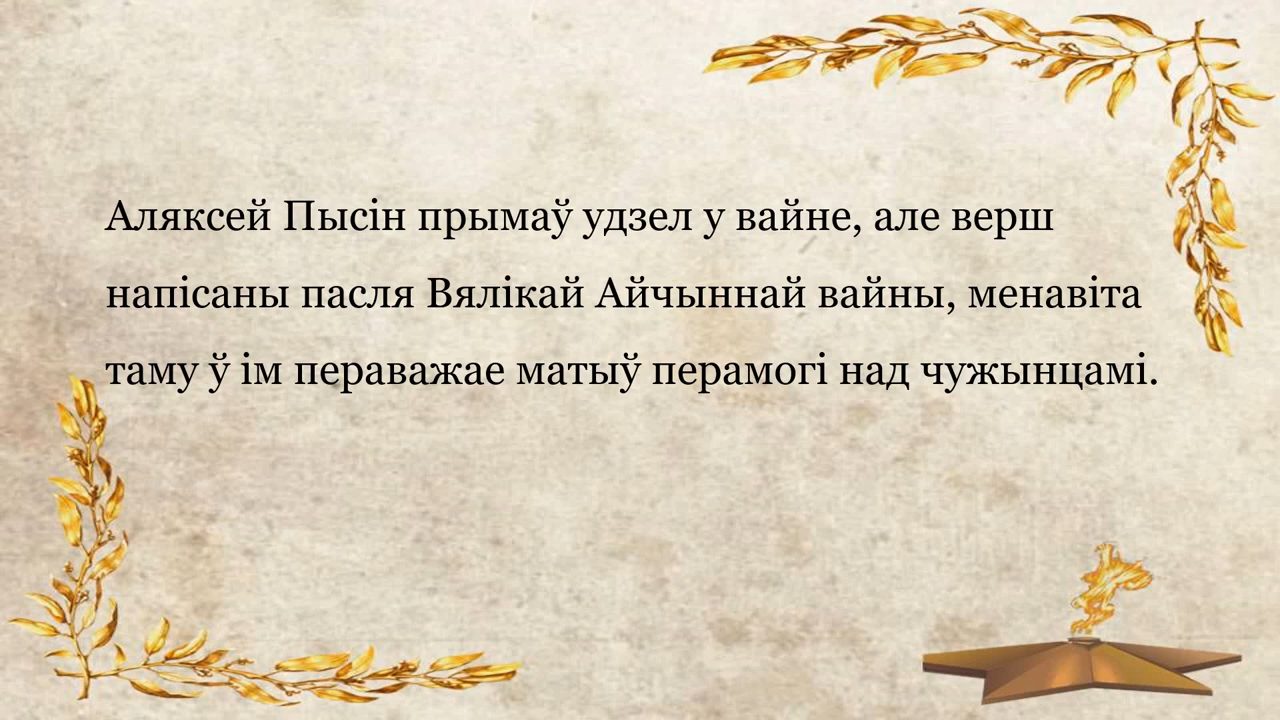 Аляксей Пысін прымаў удзел у вайне, але верш
напісаны пасля Вялікай Айчыннай вайны, менавіта
таму ў ім пераважае матыў перамогі над чужынцамі.